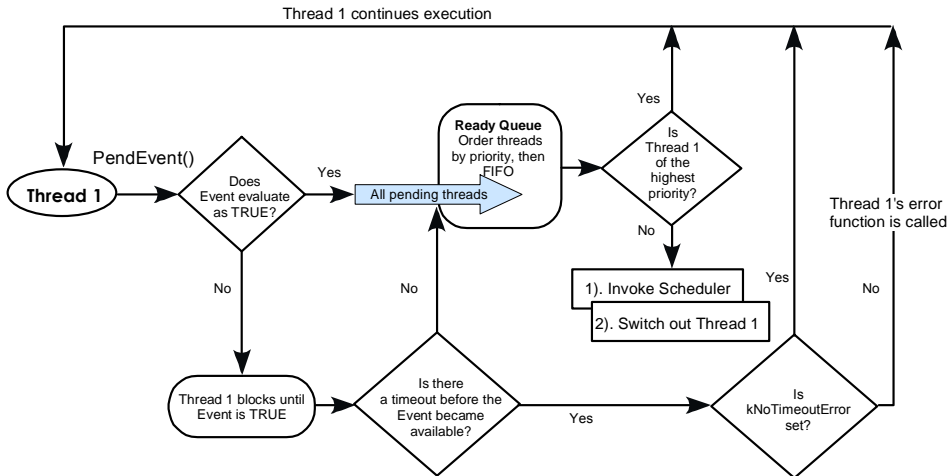 Thread 1 continues execution
Yes
Ready Queue
Order threads
by priority, then
FIFO
Is
Thread 1
of the
highest
priority?
PendEvent()
Thread 1
Does
Event evaluate
as TRUE?
Yes
All pending threads
Thread 1's error
function is called
No
1). Invoke Scheduler
2). Switch out Thread 1
No
No
Yes
No
Thread 1 blocks until
Event is TRUE
Is there
a timeout before the
Event became
available?
Yes
Is
kNoTimeoutError
set?